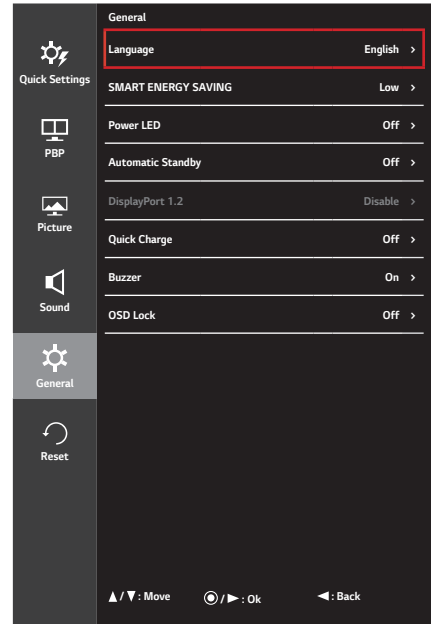 General
Language English >
SMART ENERGY SAVING Low >
Power LED Off >
Automatic Standby Off >
DisplayPort 1.2 Disable >
Quick Charge Off >
Buzzer On >
OSD Lock Off >
Quick Settings
PBP
Picture
Sound
General
Reset
▲/▼: Move ◉/►: Ok ◄: Back